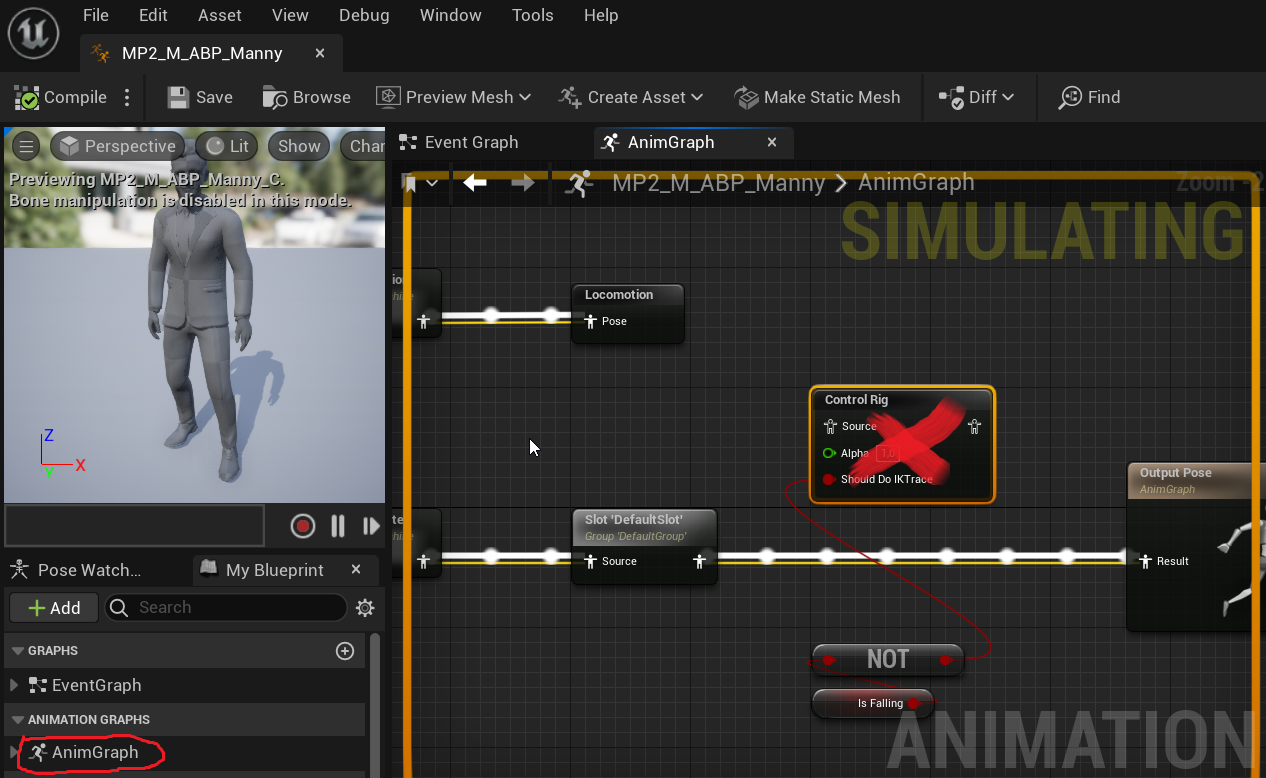 File Edit Asset View Debug Window Tools Help
MP2_M_ABP_Manny
Compile Save Browse Preview Mesh Create Asset Make Static Mesh Diff Find
Perspective Lit Show Char
Previewing MP2_M_ABP_Manny_C.
Bone manipulation is disabled in this mode.
Z
X
Y
Event Graph AnimGraph
MP2_M_ABP_Manny > AnimGraph
Zoom -2
SIMULATING
Locomotion
Pose
Control Rig
Source
Alpha 1.0
Should Do IKTrace
Slot 'DefaultSlot'
Group 'DefaultGroup'
Source
Output Pose
AnimGraph
Result
NOT
Is Falling
ANIMATION
Pose Watch... My Blueprint
+ Add Search
GRAPHS
EventGraph
ANIMATION GRAPHS
AnimGraph